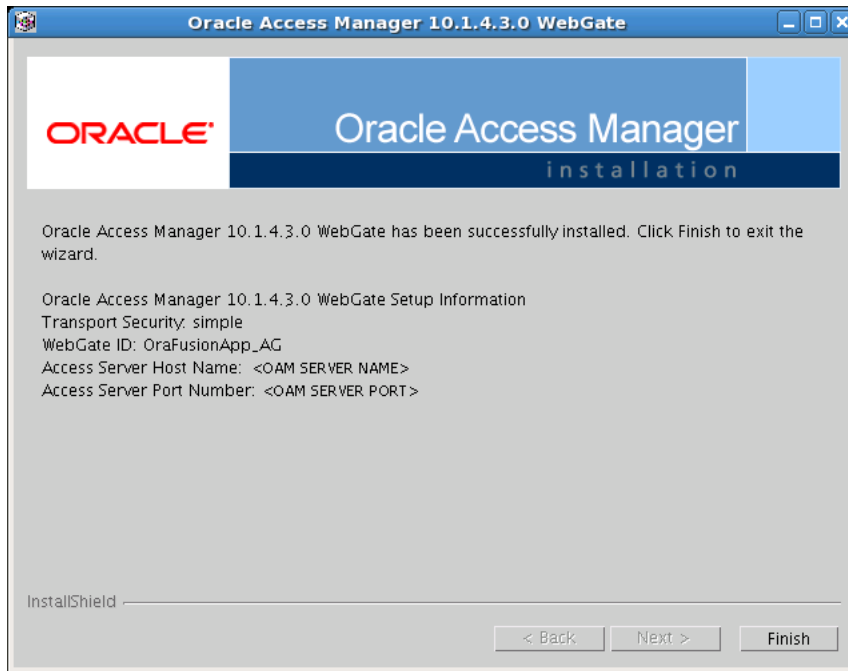 Oracle Access Manager 10.1.4.3.0 WebGate
ORACLE®
Oracle Access Manager
installation
Oracle Access Manager 10.1.4.3.0 WebGate has been successfully installed. Click Finish to exit the
wizard.
Oracle Access Manager 10.1.4.3.0 WebGate Setup Information
Transport Security: simple
WebGate ID: OraFusionApp_AG
Access Server Host Name: <OAM SERVER NAME>
Access Server Port Number: <OAM SERVER PORT>
InstallShield
< Back Next > Finish